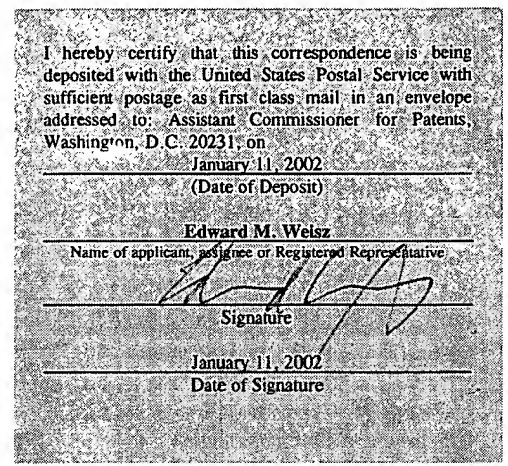 I hereby certify that this correspondence is being
deposited with the United States Postal Service with
sufficient postage as first class mail in an envelope
addressed to: Assistant Commissioner for Patents,
Washington, D.C. 20231, on
January 11, 2002
(Date of Deposit)
Edward M. Weisz
Name of applicant, assignee or Registered Representative
Signature
January 11, 2002
Date of Signature